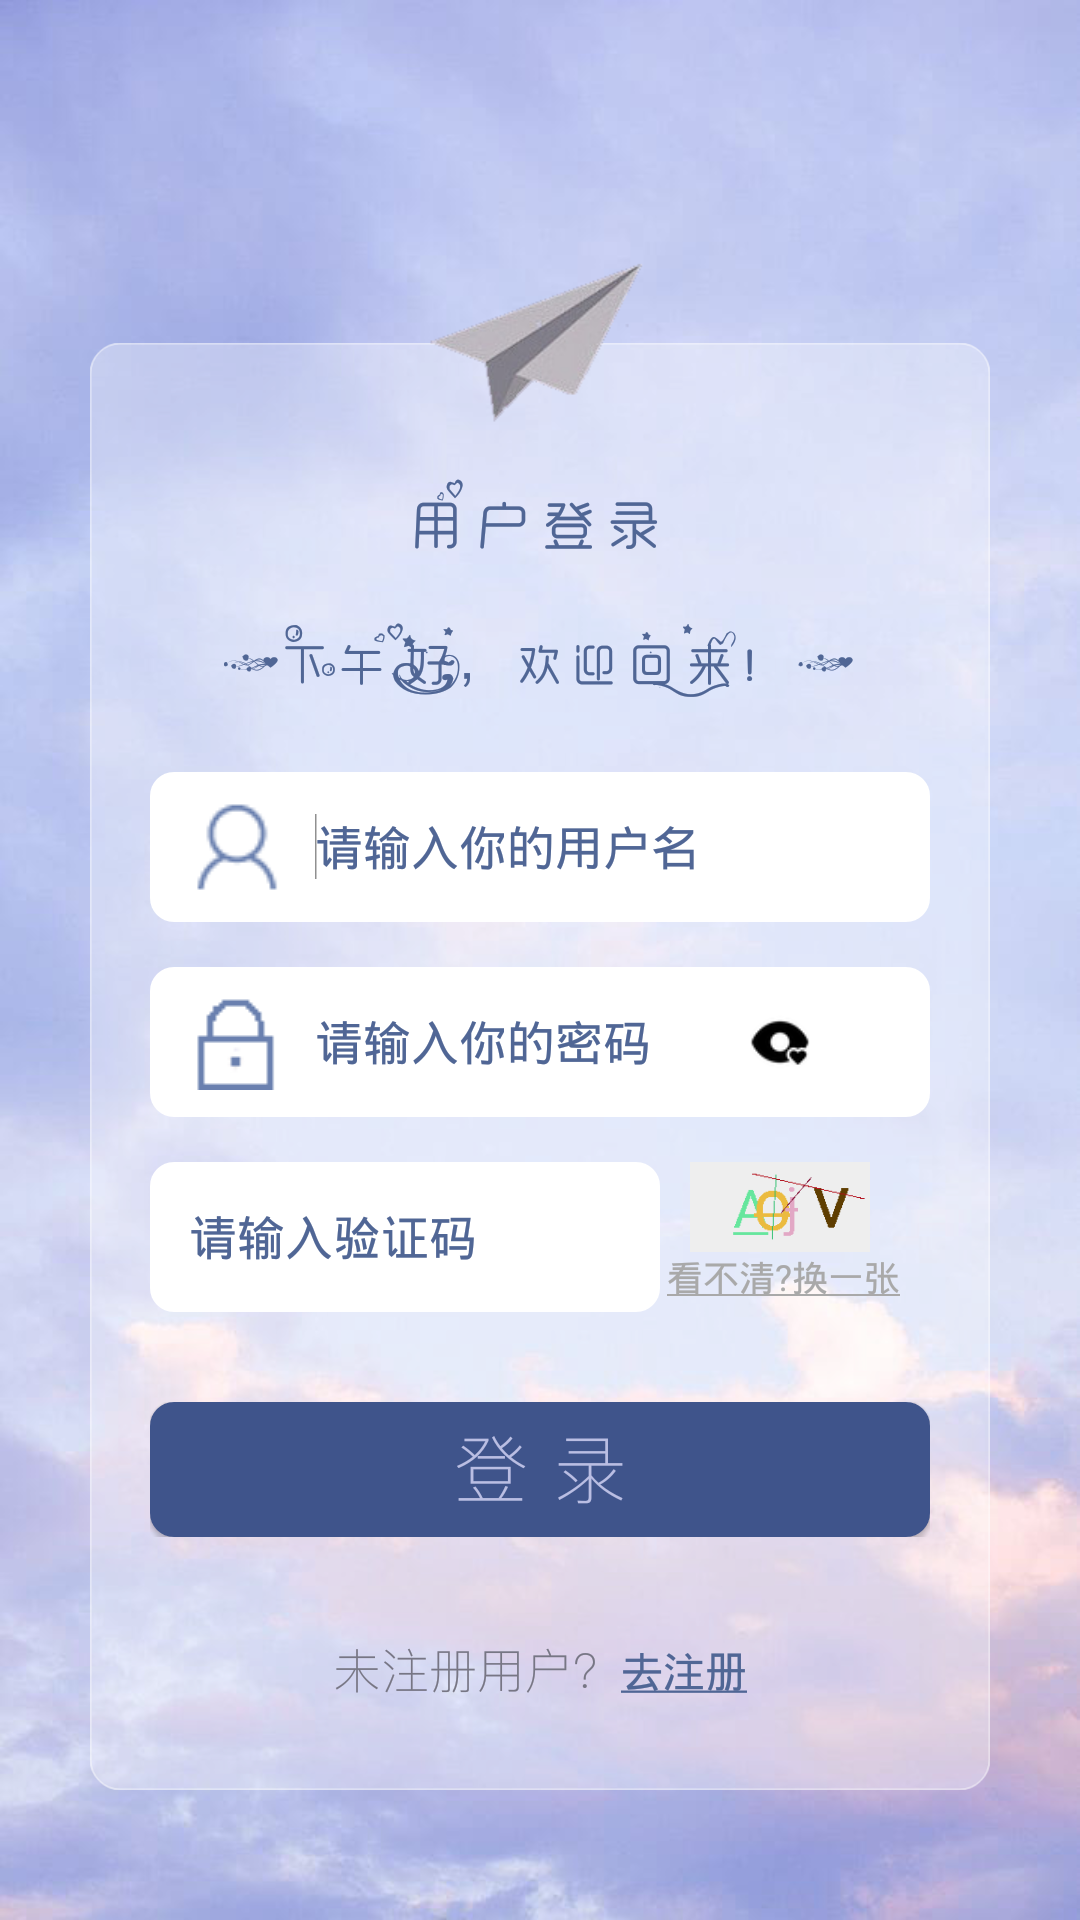 用户登录
下午好，欢迎回来！
请输入你的用户名
请输入你的密码
请输入验证码
AOjV
看不清?换一张
登录
未注册用户？去注册